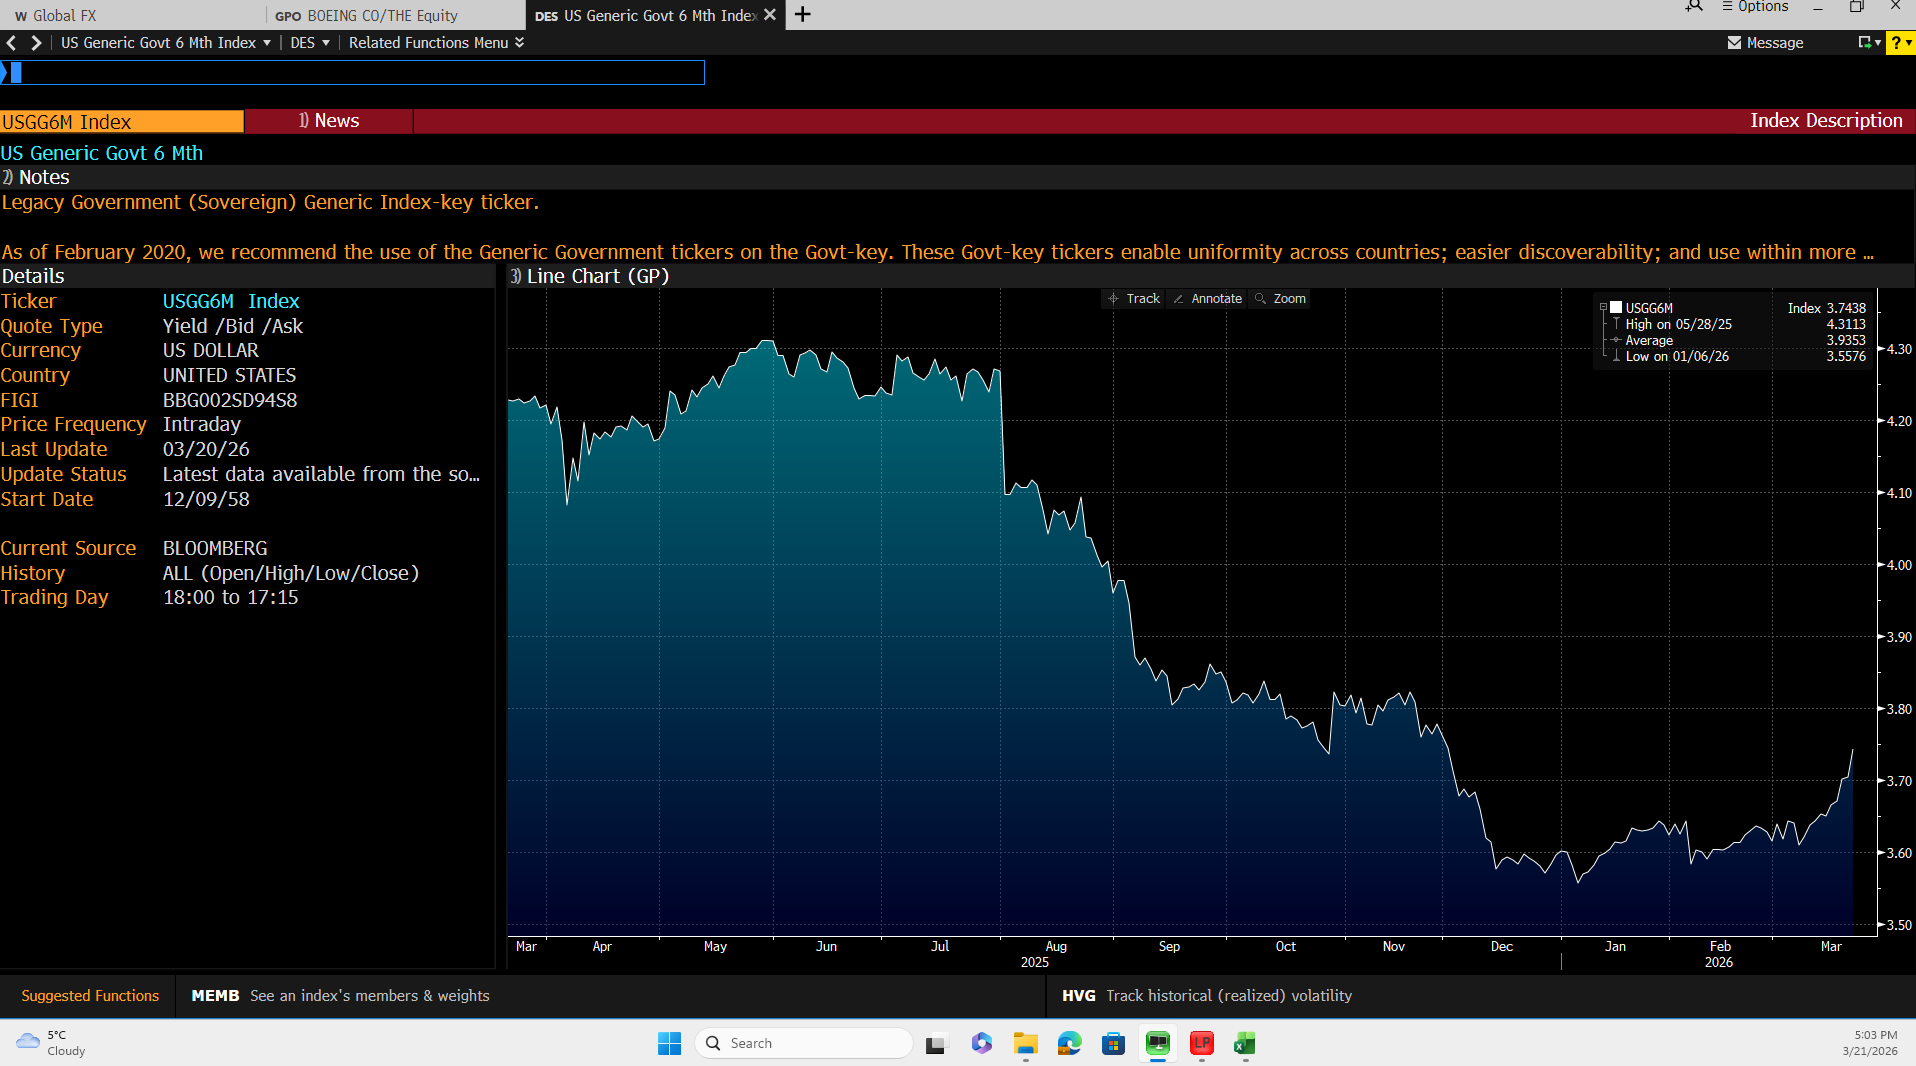 W Global FX
GPO BOEING CO/THE Equity
DES US Generic Govt 6 Mth Index
Options
US Generic Govt 6 Mth Index
DES
Related Functions Menu
Message
?
USGG6M Index
1) News
Index Description
US Generic Govt 6 Mth
2) Notes
Legacy Government (Sovereign) Generic Index-key ticker.
As of February 2020, we recommend the use of the Generic Government tickers on the Govt-key. These Govt-key tickers enable uniformity across countries; easier discoverability; and use within more ...
Details
Ticker USGG6M Index
Quote Type Yield /Bid /Ask
Currency US DOLLAR
Country UNITED STATES
FIGI BBG002SD94S8
Price Frequency Intraday
Last Update 03/20/26
Update Status Latest data available from the so...
Start Date 12/09/58
Current Source BLOOMBERG
History ALL (Open/High/Low/Close)
Trading Day 18:00 to 17:15
3) Line Chart (GP)
Track Annotate Zoom
USGG6M Index 3.7438
High on 05/28/25 4.3113
Average 3.9353
Low on 01/06/26 3.5576
4.30
4.20
4.10
4.00
3.90
3.80
3.70
3.60
3.50
Mar Apr May Jun Jul Aug Sep Oct Nov Dec Jan Feb Mar
2025 2026
Suggested Functions
MEMB See an index's members & weights
HVG Track historical (realized) volatility
5°C
Cloudy
Search
LP
5:03 PM
3/21/2026